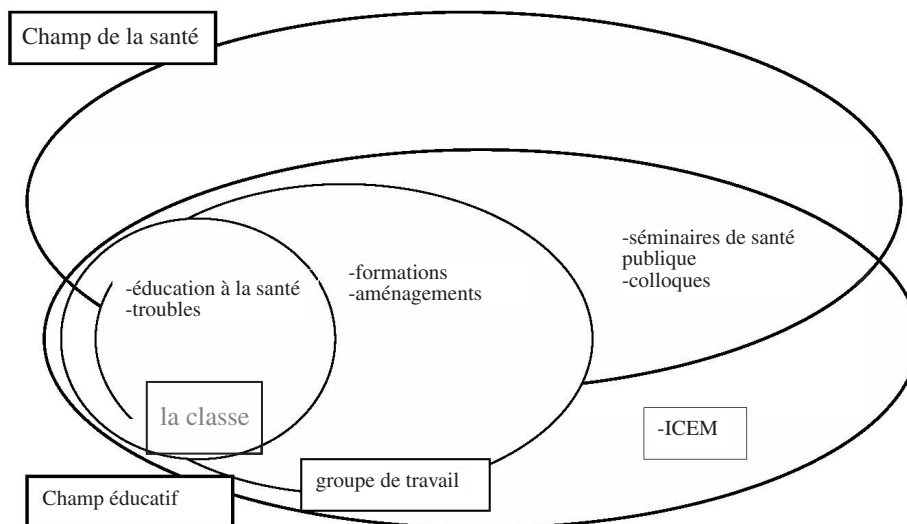 Champ de la santé
-séminaires de santé
publique
-colloques
-formations
-aménagements
-éducation à la santé
-troubles
la classe
-ICEM
groupe de travail
Champ éducatif